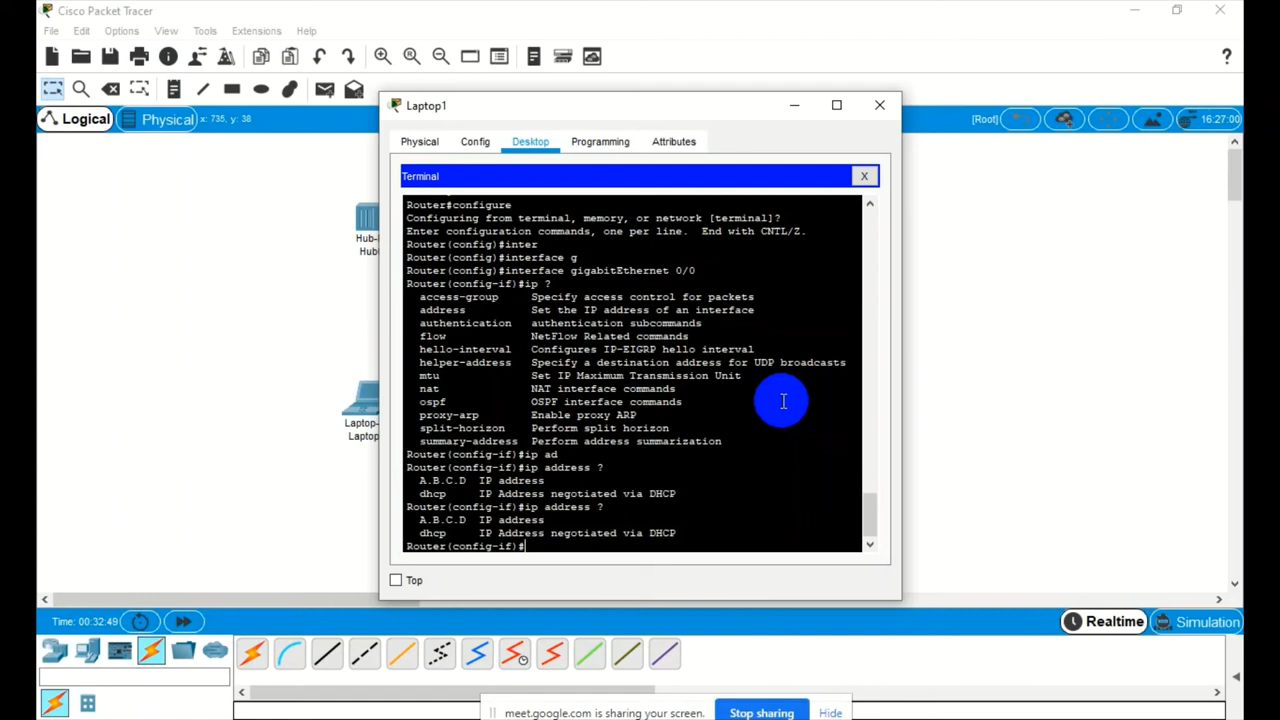 Cisco Packet Tracer
File Edit Options View Tools Extensions Help
Logical Physical x: 735, y: 38 [Root] 16:27:00
Laptop1
Physical Config Desktop Programming Attributes
Terminal X
Router#configure
Configuring from terminal, memory, or network [terminal]?
Enter configuration commands, one per line.  End with CNTL/Z.
Router(config)#inter
Router(config)#interface g
Router(config)#interface gigabitEthernet 0/0
Router(config-if)#ip ?
access-group Specify access control for packets
address Set the IP address of an interface
authentication authentication subcommands
flow NetFlow Related commands
hello-interval Configures IP-EIGRP hello interval
helper-address Specify a destination address for UDP broadcasts
mtu Set IP Maximum Transmission Unit
nat NAT interface commands
ospf OSPF interface commands
proxy-arp Enable proxy ARP
split-horizon Perform split horizon
summary-address Perform address summarization
Router(config-if)#ip ad
Router(config-if)#ip address ?
A.B.C.D IP address
dhcp IP Address negotiated via DHCP
Router(config-if)#ip address ?
A.B.C.D IP address
dhcp IP Address negotiated via DHCP
Router(config-if)#
Top
Hub-
Hub
Laptop-
Laptop
Time: 00:32:49 Realtime Simulation
meet.google.com is sharing your screen. Stop sharing Hide